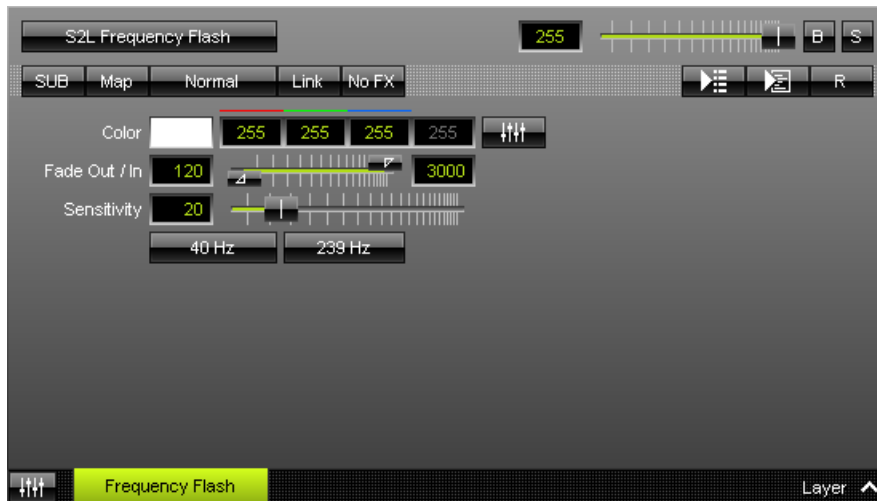 S2L Frequency Flash 255 B S
SUB Map Normal Link No FX R
Color 255 255 255 255
Fade Out / In 120 3000
Sensitivity 20
40 Hz 239 Hz
Frequency Flash Layer